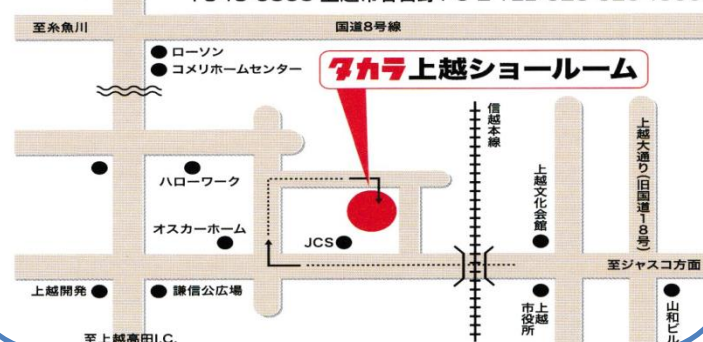 至糸魚川
国道8号線
ローソン
コメリホームセンター
タカラ上越ショールーム
信越本線
上越大通り(旧国道18号)
ハローワーク
上越文化会館
オスカーホーム
JCS
至ジャスコ方面
上越開発
謙信公広場
上越市役所
山和ビル
至上越高田I.C.